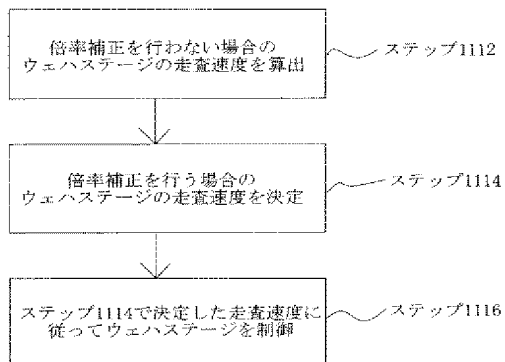 倍率補正を行わない場合の
ウェハステージの走査速度を算出
ステップ1112
倍率補正を行う場合の
ウェハステージの走査速度を決定
ステップ1114
ステップ1114で決定した走査速度に
従ってウェハステージを制御
ステップ1116